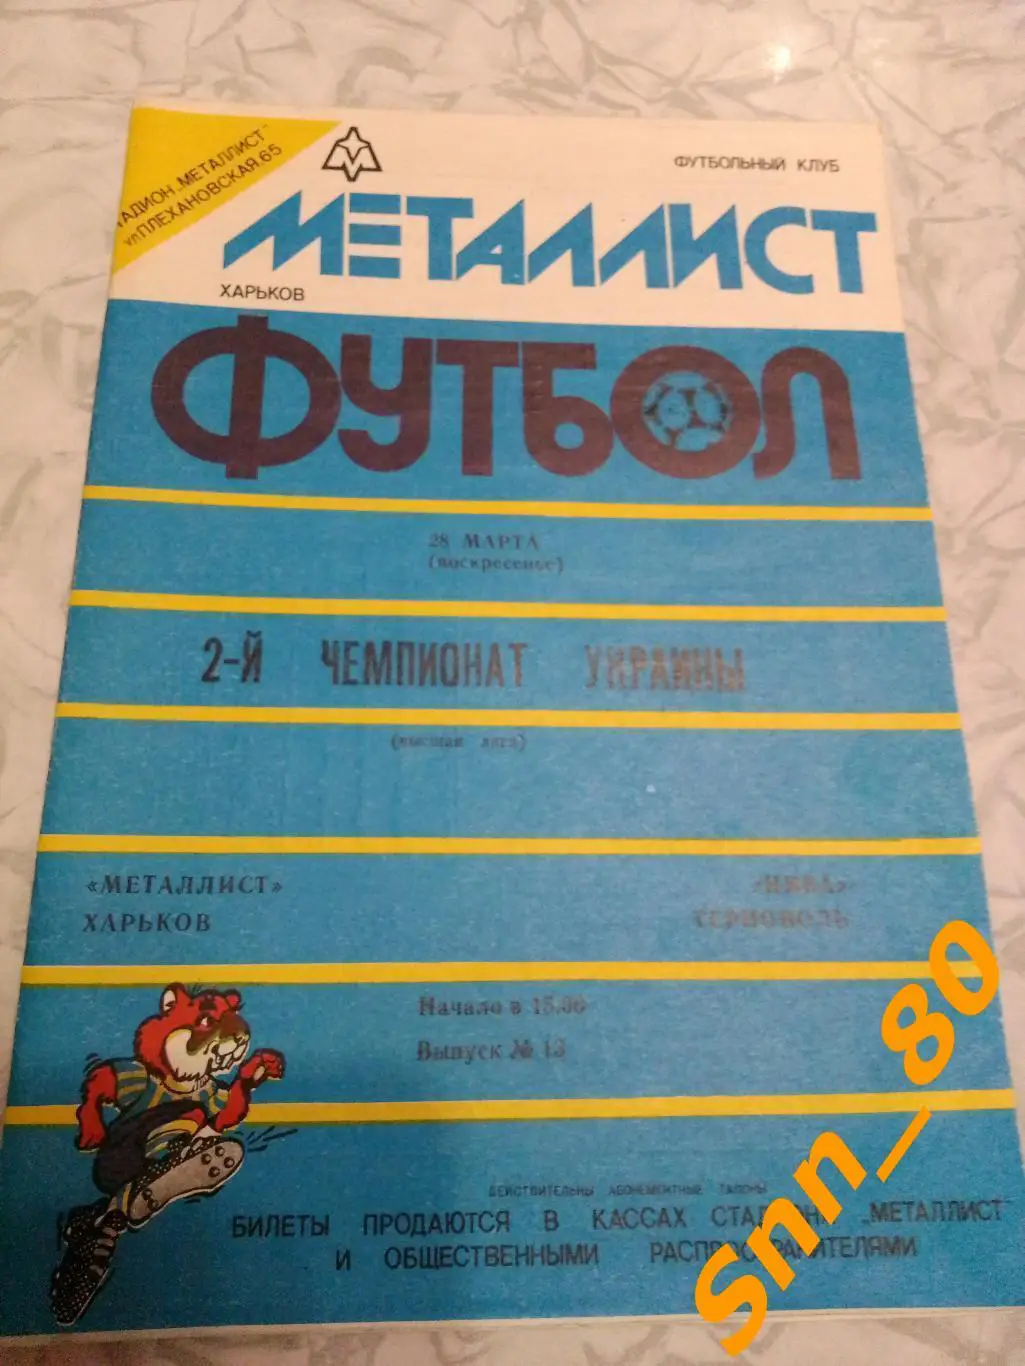 СТАДИОН „МЕТАЛЛИСТ"
ул ПЛЕХАНОВСКАЯ.65
ФУТБОЛЬНЫЙ КЛУБ
МЕТАЛЛИСТ
ХАРЬКОВ
ФУТБОЛ
28 МАРТА
(воскресенье)
2-Й ЧЕМПИОНАТ УКРАИНЫ
(высшая лига)
«МЕТАЛЛИСТ» «НИВА»
ХАРЬКОВ ТЕРНОПОЛЬ
Начало в 15.00
Выпуск № 13
ДЕЙСТВИТЕЛЬНЫ АБОНЕМЕНТНЫЕ ТАЛОНЫ
БИЛЕТЫ ПРОДАЮТСЯ В КАССАХ СТАДИОНА „МЕТАЛЛИСТ"
И ОБЩЕСТВЕННЫМИ РАСПРОСТРАНИТЕЛЯМИ
smn_80